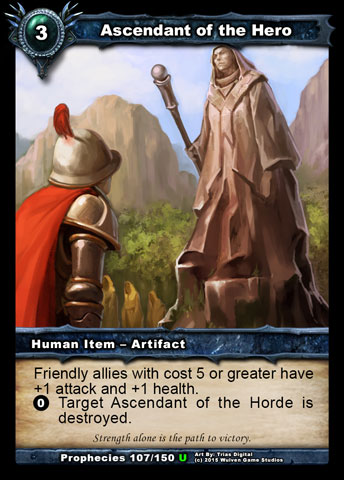 3
Ascendant of the Hero
Human Item – Artifact
Friendly allies with cost 5 or greater have
+1 attack and +1 health.
0 Target Ascendant of the Horde is
destroyed.
Strength alone is the path to victory.
Prophecies 107/150 U
Art By: Trias Digital
(c) 2015 Wulven Game Studios